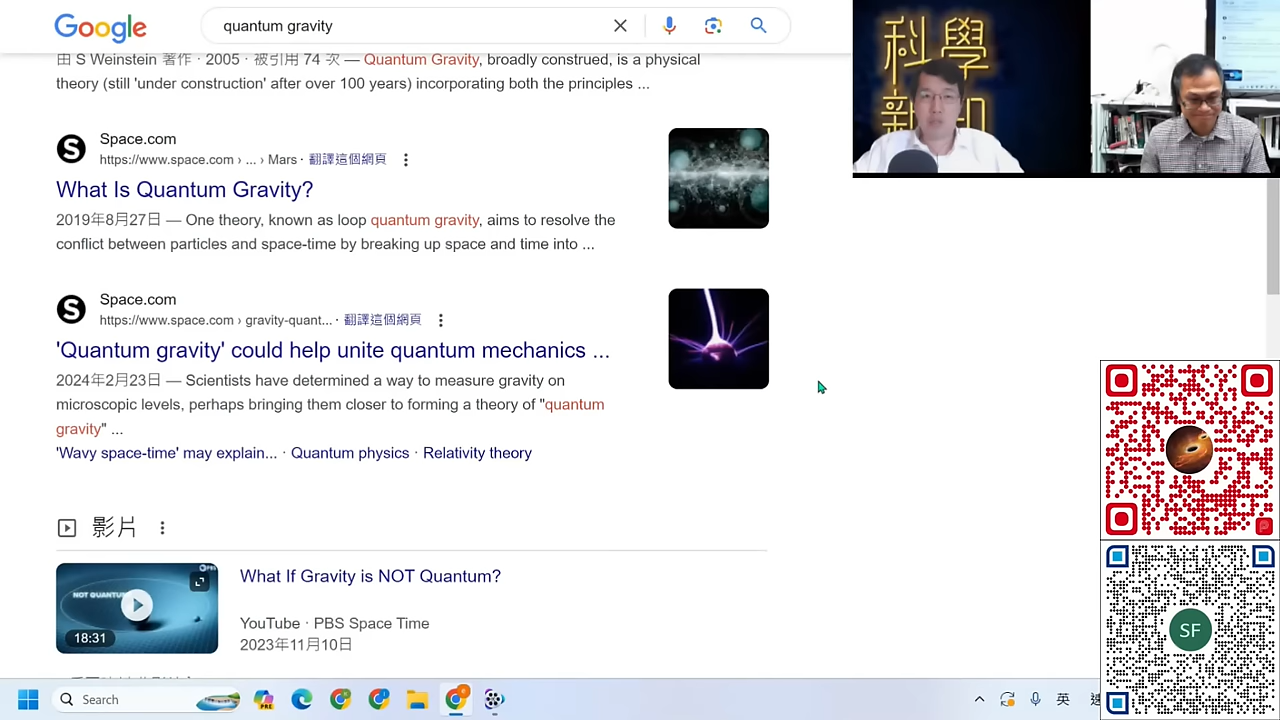 Google
quantum gravity
由 S Weinstein 著作 · 2005 · 被引用 74 次 — Quantum Gravity, broadly construed, is a physical
theory (still 'under construction' after over 100 years) incorporating both the principles ...
Space.com
https://www.space.com › ... › Mars · 翻譯這個網頁
What Is Quantum Gravity?
2019年8月27日 — One theory, known as loop quantum gravity, aims to resolve the
conflict between particles and space-time by breaking up space and time into ...
Space.com
https://www.space.com › gravity-quant... · 翻譯這個網頁
'Quantum gravity' could help unite quantum mechanics ...
2024年2月23日 — Scientists have determined a way to measure gravity on
microscopic levels, perhaps bringing them closer to forming a theory of "quantum
gravity" ...
'Wavy space-time' may explain... · Quantum physics · Relativity theory
影片
NOT QUANTUM
PBS
18:31
What If Gravity is NOT Quantum?
YouTube · PBS Space Time
2023年11月10日
科學
新知
SF
Search
英